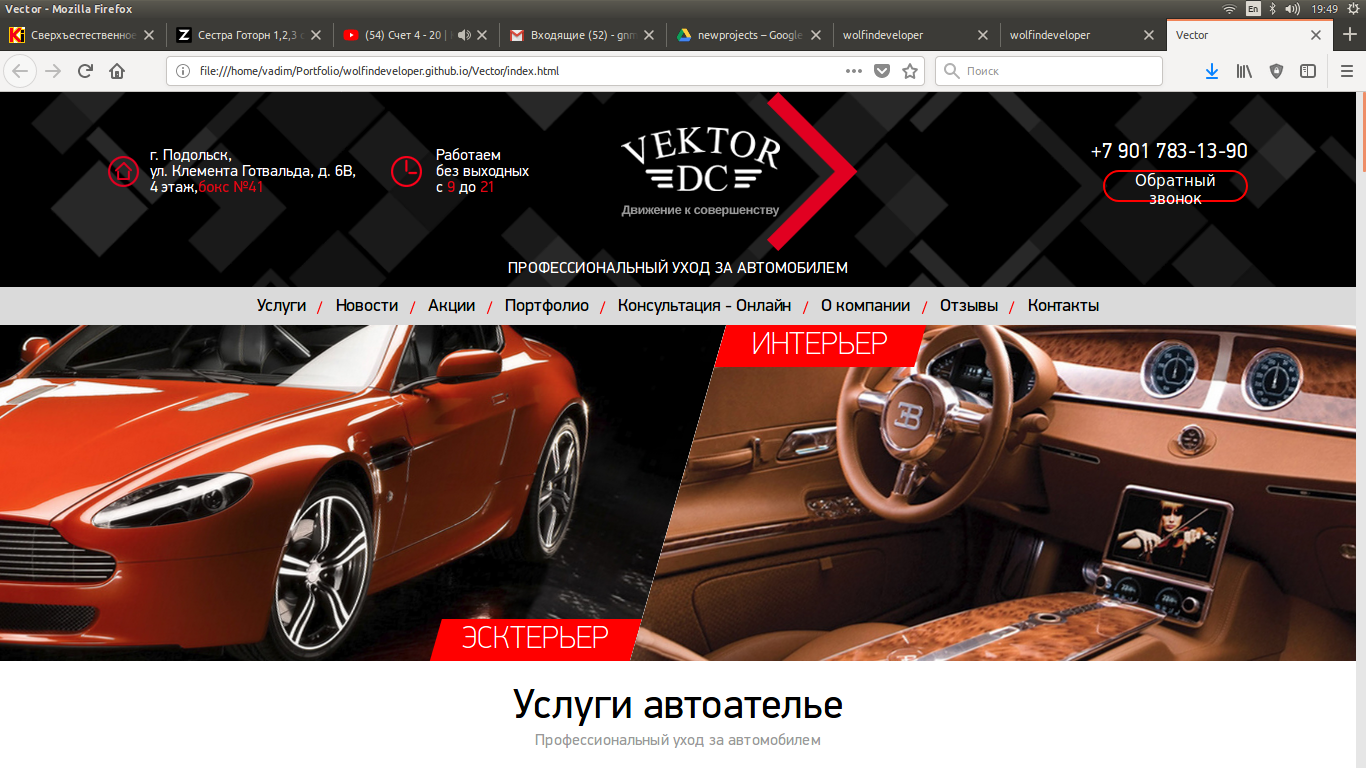 Vector - Mozilla Firefox
En
19:49
Сверхъестественное
Сестра Готорн 1,2,3 с
(54) Счет 4 - 20 |
Входящие (52) - gnm
newprojects – Google
wolfindeveloper
wolfindeveloper
Vector
file:///home/vadim/Portfolio/wolfindeveloper.github.io/Vector/index.html
Поиск
г. Подольск,
ул. Клемента Готвальда, д. 6В,
4 этаж,бокс №41
Работаем
без выходных
с 9 до 21
VEKTOR
DC
Движение к совершенству
+7 901 783-13-90
Обратный
звонок
ПРОФЕССИОНАЛЬНЫЙ УХОД ЗА АВТОМОБИЛЕМ
Услуги / Новости / Акции / Портфолио / Консультация - Онлайн / О компании / Отзывы / Контакты
ИНТЕРЬЕР
ЭСКТЕРЬЕР
Услуги автоателье
Профессиональный уход за автомобилем